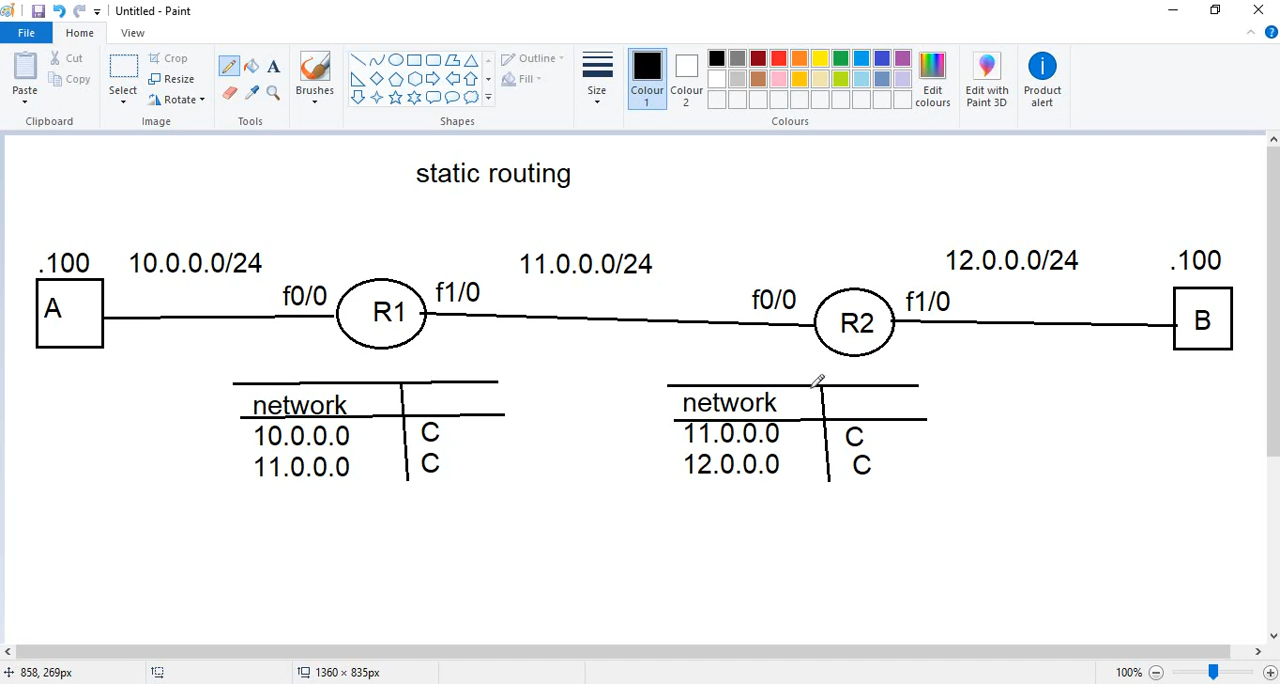 Untitled - Paint
File Home View
Paste
Cut
Copy
Clipboard
Select
Crop
Resize
Rotate
Image
A
Tools
Brushes
Outline
Fill
Shapes
Size
Colour 1
Colour 2
Edit colours
Colours
Edit with Paint 3D
Product alert
static routing
.100 10.0.0.0/24 11.0.0.0/24 12.0.0.0/24 .100
A f0/0 R1 f1/0 f0/0 R2 f1/0 B
network
10.0.0.0 C
11.0.0.0 C
network
11.0.0.0 C
12.0.0.0 C
858, 269px 1360 × 835px 100%